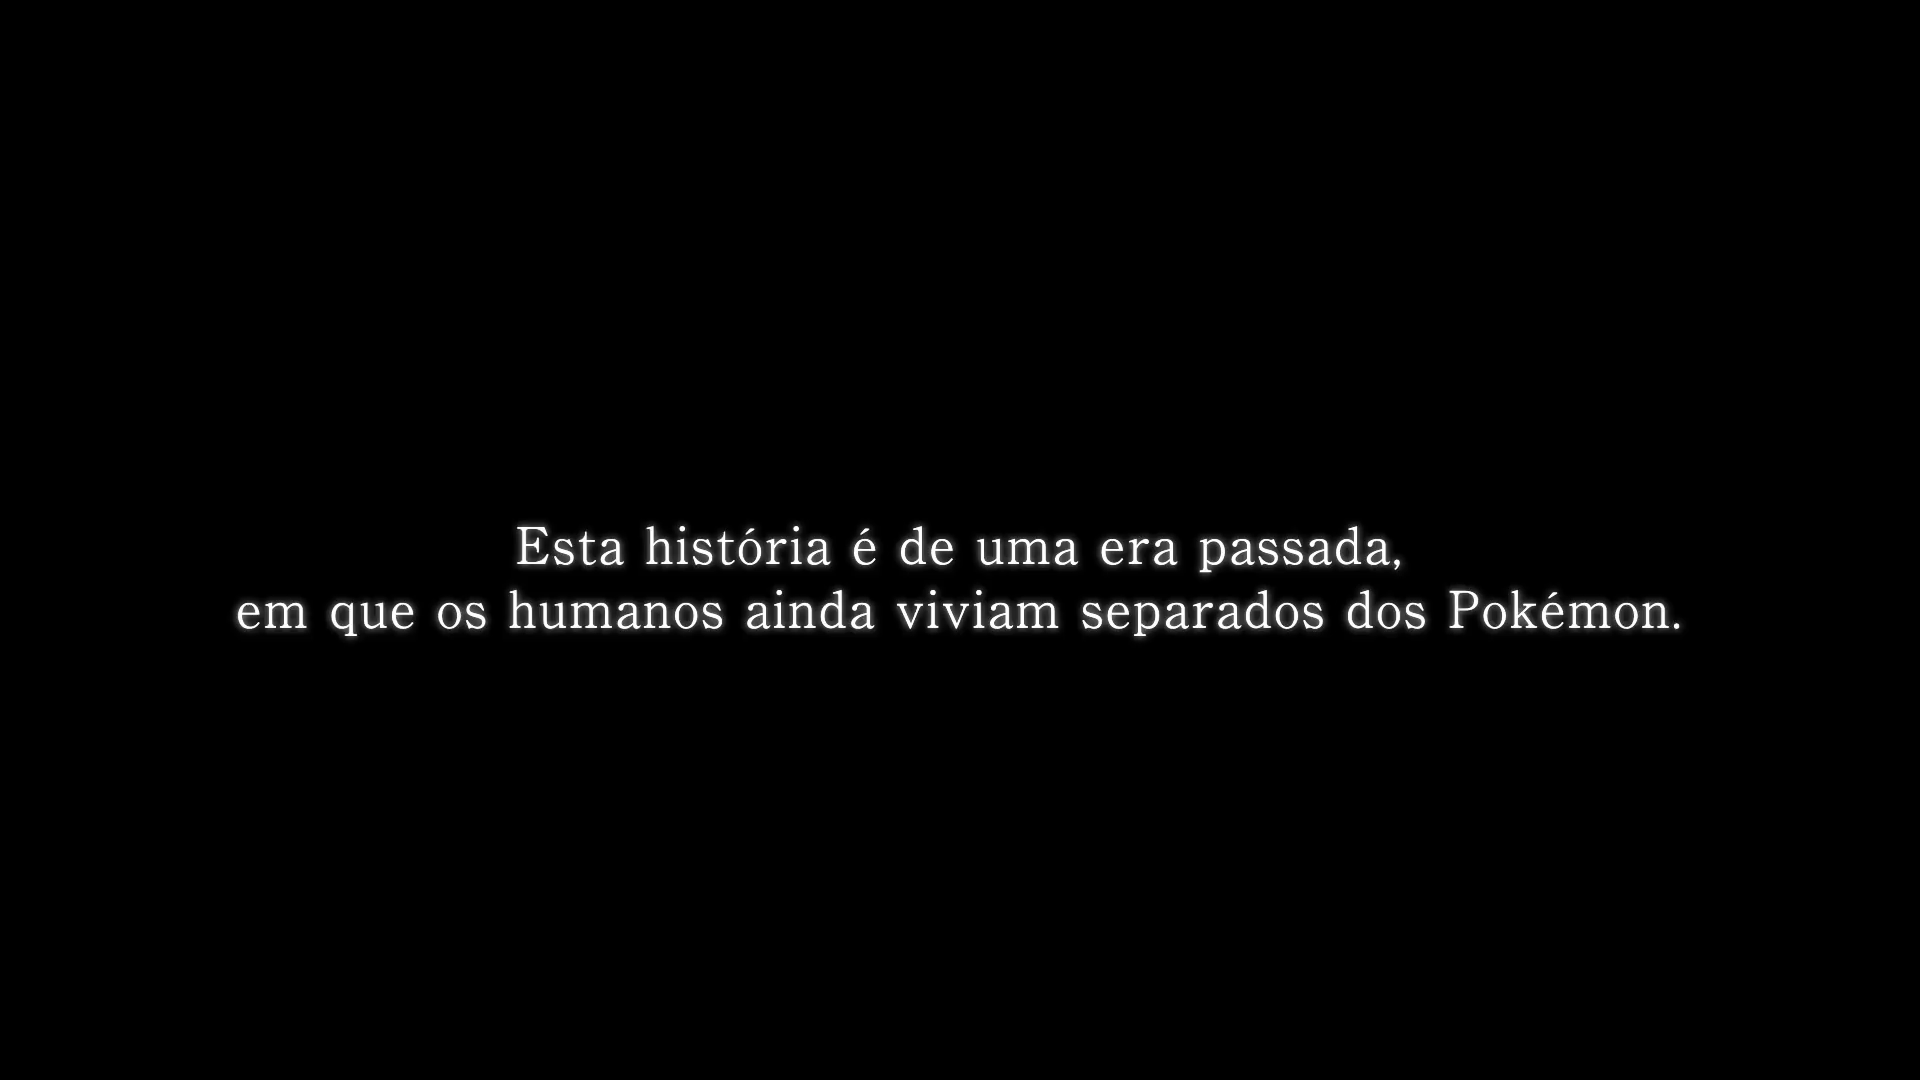 Esta história é de uma era passada,
em que os humanos ainda viviam separados dos Pokémon.